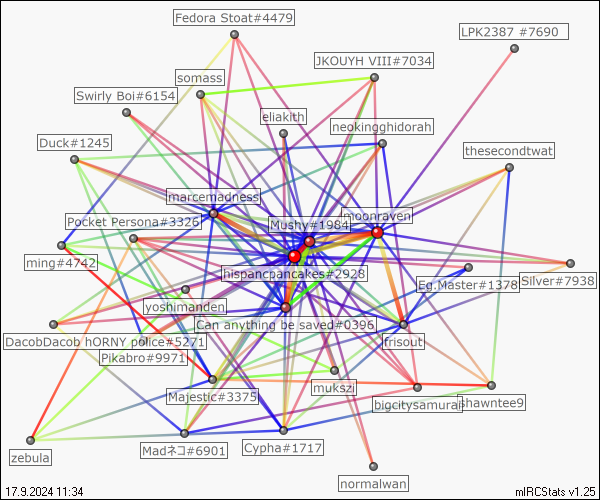 Fedora Stoat#4479
LPK2387 #7690
JKOUYH VIII#7034
somass
Swirly Boi#6154
eliakith
neokingghidorah
Duck#1245
thesecondtwat
marcemadness
Pocket Persona#3326
Mushy#1984
moonraven
ming#4742
hispancpancakes#2928
Eg.Master#1378
Silver#7938
yoshimanden
Can anything be saved#0396
DacobDacob hORNY police#5271
frisout
Pikabro#9971
Majestic#3375
mukszi
bigcitysamurai
shawntee9
Madネコ#6901
Cypha#1717
zebula
normalwan
17.9.2024 11:34
mIRCStats v1.25